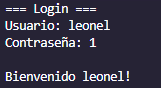 === Login ===
Usuario: leonel
Contraseña: 1
Bienvenido leonel!